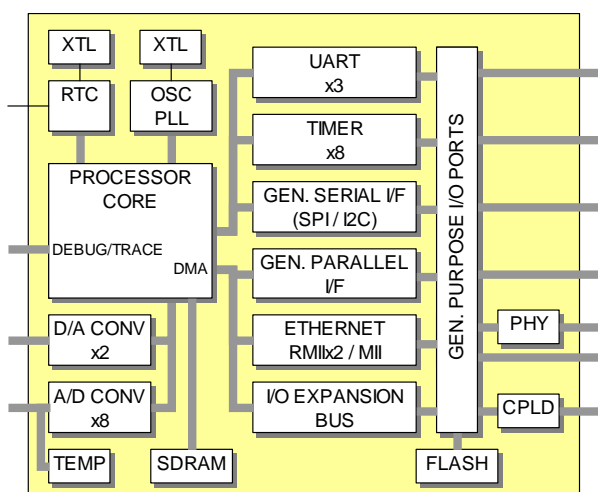 XTL
XTL
RTC
OSC
PLL
PROCESSOR
CORE
DEBUG/TRACE
DMA
D/A CONV
x2
A/D CONV
x8
TEMP
SDRAM
UART
x3
TIMER
x8
GEN. SERIAL I/F
(SPI / I2C)
GEN. PARALLEL
I/F
ETHERNET
RMIIx2 / MII
I/O EXPANSION
BUS
GEN. PURPOSE I/O PORTS
PHY
CPLD
FLASH